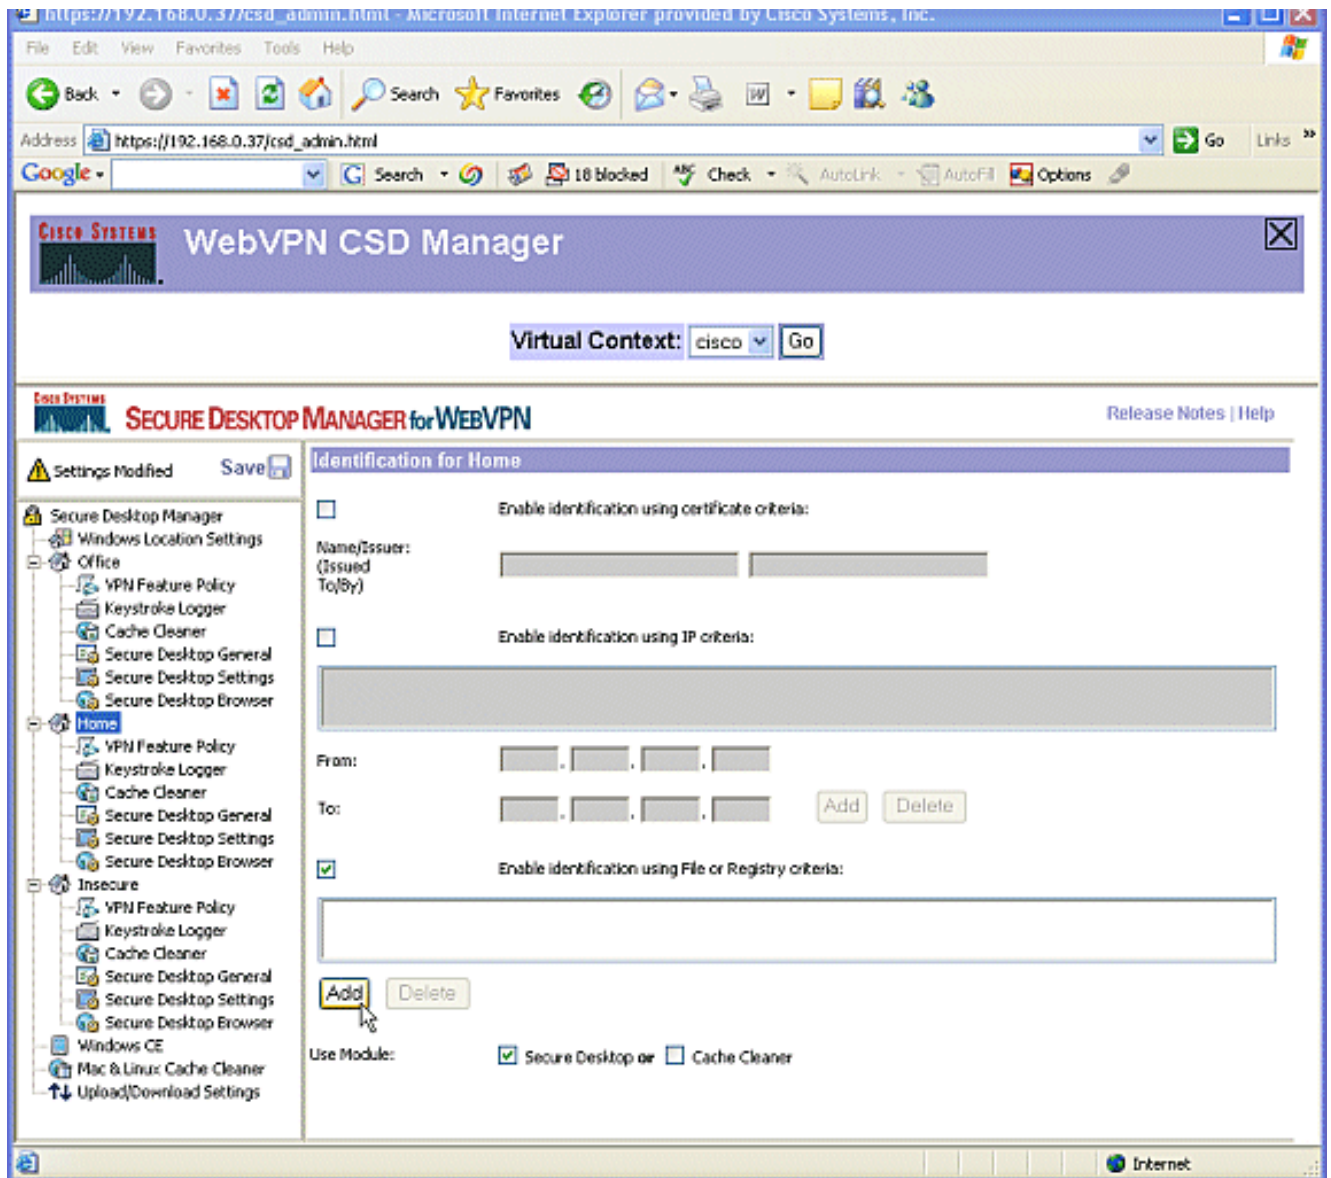 https://192.168.0.37/csd_admin.html - Microsoft Internet Explorer provided by Cisco Systems, Inc.
File Edit View Favorites Tools Help
Back Search Favorites W
Address https://192.168.0.37/csd_admin.html Go Links »
Google G Search 18 blocked ABC Check AutoLink AutoFill Options
CISCO SYSTEMS
WebVPN CSD Manager
Virtual Context: cisco Go
CISCO SYSTEMS
SECURE DESKTOP MANAGER for WEBVPN
Release Notes | Help
Settings Modified Save
Secure Desktop Manager
Windows Location Settings
Office
VPN Feature Policy
Keystroke Logger
Cache Cleaner
Secure Desktop General
Secure Desktop Settings
Secure Desktop Browser
Home
VPN Feature Policy
Keystroke Logger
Cache Cleaner
Secure Desktop General
Secure Desktop Settings
Secure Desktop Browser
Insecure
VPN Feature Policy
Keystroke Logger
Cache Cleaner
Secure Desktop General
Secure Desktop Settings
Secure Desktop Browser
Windows CE
Mac & Linux Cache Cleaner
Upload/Download Settings
Identification for Home
Enable identification using certificate criteria:
Name/Issuer:
(Issued
To/By)
Enable identification using IP criteria:
From: . . .
To: . . . Add Delete
Enable identification using File or Registry criteria:
Add Delete
Use Module: Secure Desktop or Cache Cleaner
Internet